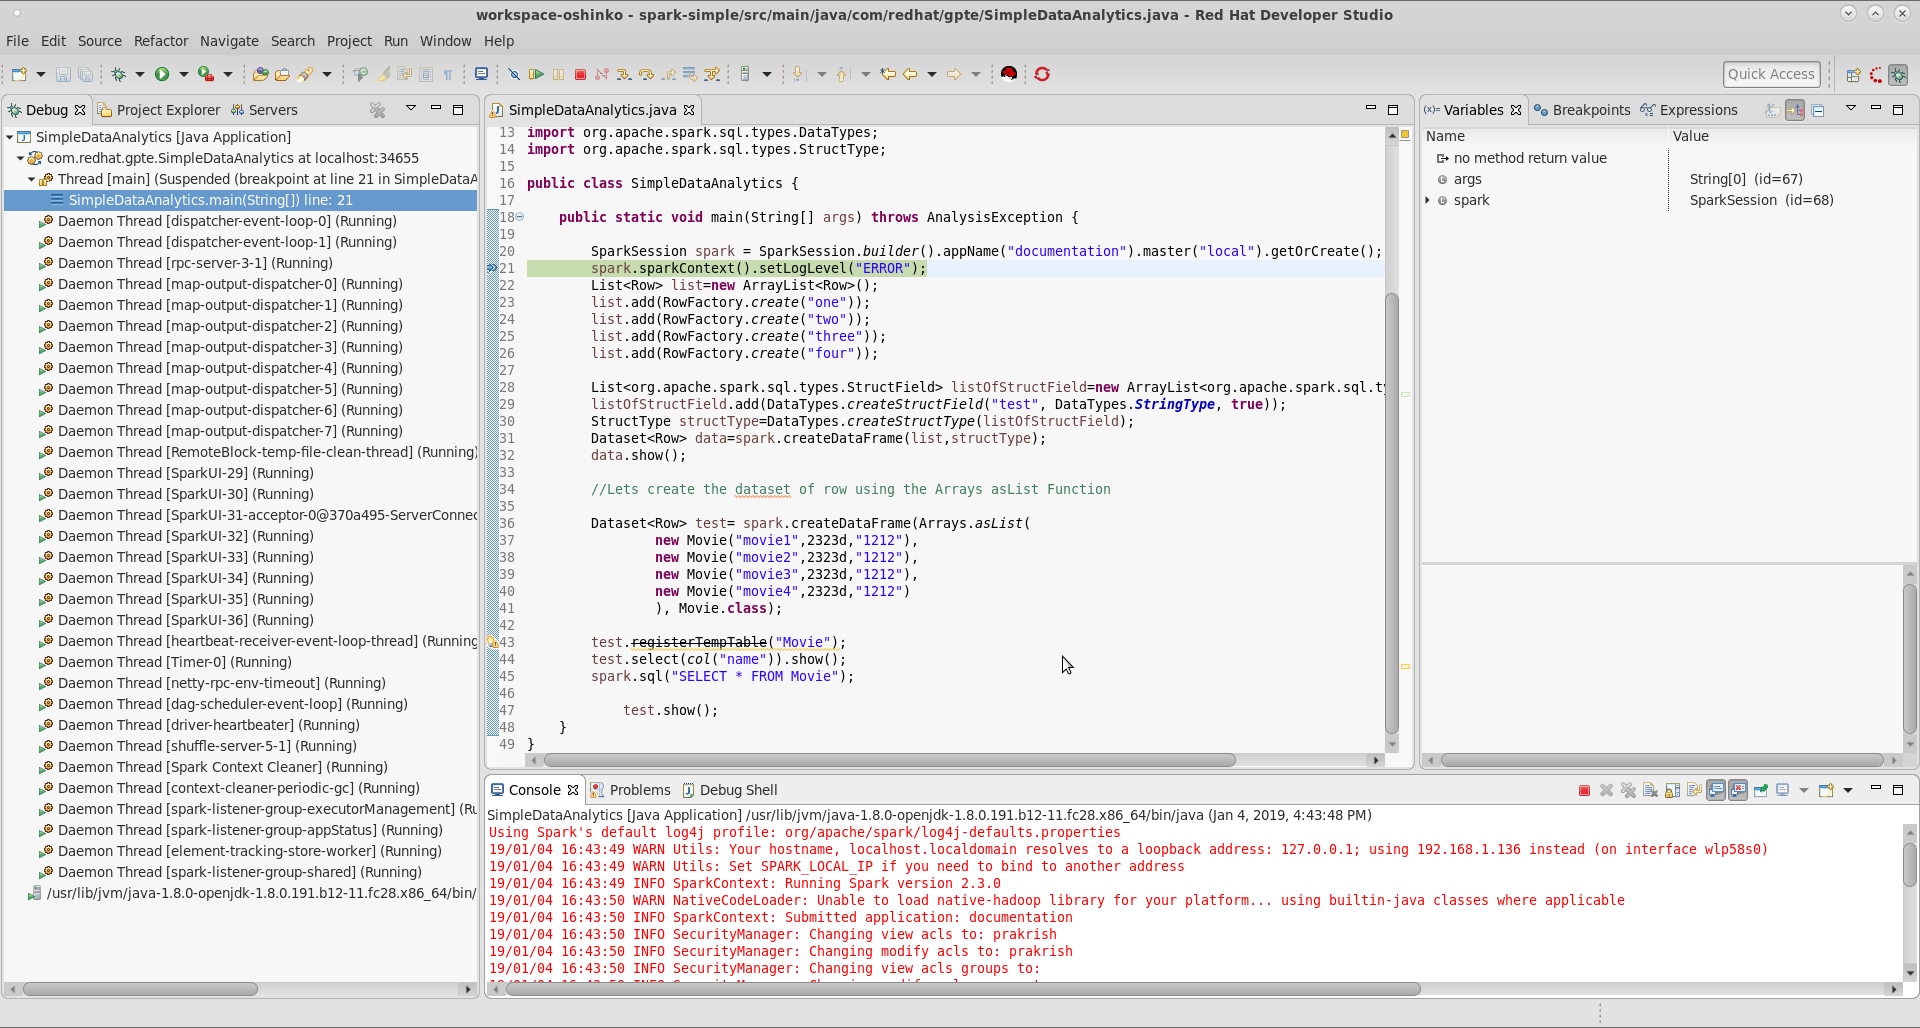 workspace-oshinko - spark-simple/src/main/java/com/redhat/gpte/SimpleDataAnalytics.java - Red Hat Developer Studio
File Edit Source Refactor Navigate Search Project Run Window Help
Quick Access
Debug Project Explorer Servers
SimpleDataAnalytics [Java Application]
com.redhat.gpte.SimpleDataAnalytics at localhost:34655
Thread [main] (Suspended (breakpoint at line 21 in SimpleDataA
SimpleDataAnalytics.main(String[]) line: 21
Daemon Thread [dispatcher-event-loop-0] (Running)
Daemon Thread [dispatcher-event-loop-1] (Running)
Daemon Thread [rpc-server-3-1] (Running)
Daemon Thread [map-output-dispatcher-0] (Running)
Daemon Thread [map-output-dispatcher-1] (Running)
Daemon Thread [map-output-dispatcher-2] (Running)
Daemon Thread [map-output-dispatcher-3] (Running)
Daemon Thread [map-output-dispatcher-4] (Running)
Daemon Thread [map-output-dispatcher-5] (Running)
Daemon Thread [map-output-dispatcher-6] (Running)
Daemon Thread [map-output-dispatcher-7] (Running)
Daemon Thread [RemoteBlock-temp-file-clean-thread] (Running)
Daemon Thread [SparkUI-29] (Running)
Daemon Thread [SparkUI-30] (Running)
Daemon Thread [SparkUI-31-acceptor-0@370a495-ServerConnec
Daemon Thread [SparkUI-32] (Running)
Daemon Thread [SparkUI-33] (Running)
Daemon Thread [SparkUI-34] (Running)
Daemon Thread [SparkUI-35] (Running)
Daemon Thread [SparkUI-36] (Running)
Daemon Thread [heartbeat-receiver-event-loop-thread] (Running
Daemon Thread [Timer-0] (Running)
Daemon Thread [netty-rpc-env-timeout] (Running)
Daemon Thread [dag-scheduler-event-loop] (Running)
Daemon Thread [driver-heartbeater] (Running)
Daemon Thread [shuffle-server-5-1] (Running)
Daemon Thread [Spark Context Cleaner] (Running)
Daemon Thread [context-cleaner-periodic-gc] (Running)
Daemon Thread [spark-listener-group-executorManagement] (Ru
Daemon Thread [spark-listener-group-appStatus] (Running)
Daemon Thread [element-tracking-store-worker] (Running)
Daemon Thread [spark-listener-group-shared] (Running)
/usr/lib/jvm/java-1.8.0-openjdk-1.8.0.191.b12-11.fc28.x86_64/bin/
SimpleDataAnalytics.java
13 import org.apache.spark.sql.types.DataTypes;
14 import org.apache.spark.sql.types.StructType;
15
16 public class SimpleDataAnalytics {
17
18 public static void main(String[] args) throws AnalysisException {
19
20 SparkSession spark = SparkSession.builder().appName("documentation").master("local").getOrCreate();
21 spark.sparkContext().setLogLevel("ERROR");
22 List<Row> list=new ArrayList<Row>();
23 list.add(RowFactory.create("one"));
24 list.add(RowFactory.create("two"));
25 list.add(RowFactory.create("three"));
26 list.add(RowFactory.create("four"));
27
28 List<org.apache.spark.sql.types.StructField> listOfStructField=new ArrayList<org.apache.spark.sql.ty
29 listOfStructField.add(DataTypes.createStructField("test", DataTypes.StringType, true));
30 StructType structType=DataTypes.createStructType(listOfStructField);
31 Dataset<Row> data=spark.createDataFrame(list,structType);
32 data.show();
33
34 //Lets create the dataset of row using the Arrays asList Function
35
36 Dataset<Row> test= spark.createDataFrame(Arrays.asList(
37 new Movie("movie1",2323d,"1212"),
38 new Movie("movie2",2323d,"1212"),
39 new Movie("movie3",2323d,"1212"),
40 new Movie("movie4",2323d,"1212")
41 ), Movie.class);
42
43 test.registerTempTable("Movie");
44 test.select(col("name")).show();
45 spark.sql("SELECT * FROM Movie");
46
47 test.show();
48 }
49 }
Variables Breakpoints Expressions
Name Value
no method return value
args String[0] (id=67)
spark SparkSession (id=68)
Console Problems Debug Shell
SimpleDataAnalytics [Java Application] /usr/lib/jvm/java-1.8.0-openjdk-1.8.0.191.b12-11.fc28.x86_64/bin/java (Jan 4, 2019, 4:43:48 PM)
Using Spark's default log4j profile: org/apache/spark/log4j-defaults.properties
19/01/04 16:43:49 WARN Utils: Your hostname, localhost.localdomain resolves to a loopback address: 127.0.0.1; using 192.168.1.136 instead (on interface wlp58s0)
19/01/04 16:43:49 WARN Utils: Set SPARK_LOCAL_IP if you need to bind to another address
19/01/04 16:43:49 INFO SparkContext: Running Spark version 2.3.0
19/01/04 16:43:50 WARN NativeCodeLoader: Unable to load native-hadoop library for your platform... using builtin-java classes where applicable
19/01/04 16:43:50 INFO SparkContext: Submitted application: documentation
19/01/04 16:43:50 INFO SecurityManager: Changing view acls to: prakrish
19/01/04 16:43:50 INFO SecurityManager: Changing modify acls to: prakrish
19/01/04 16:43:50 INFO SecurityManager: Changing view acls groups to: